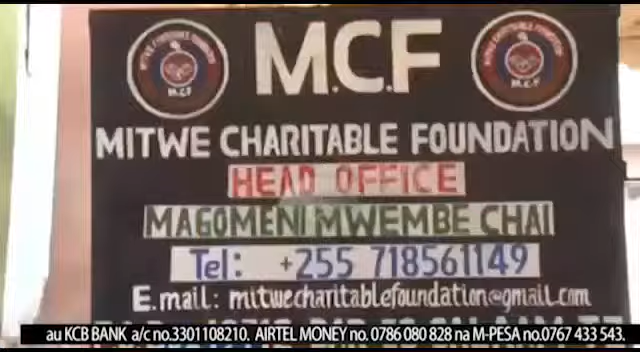 M.C.F
MITWE CHARITABLE FOUNDATION
HEAD OFFICE
MAGOMENI MWEMBE CHAI
Tel: +255 718561149
E.mail: mitwecharitablefoundation@gmail.com
au KCB BANK a/c no.3301108210. AIRTEL MONEY no. 0786 080 828 na M-PESA no.0767 433 543.